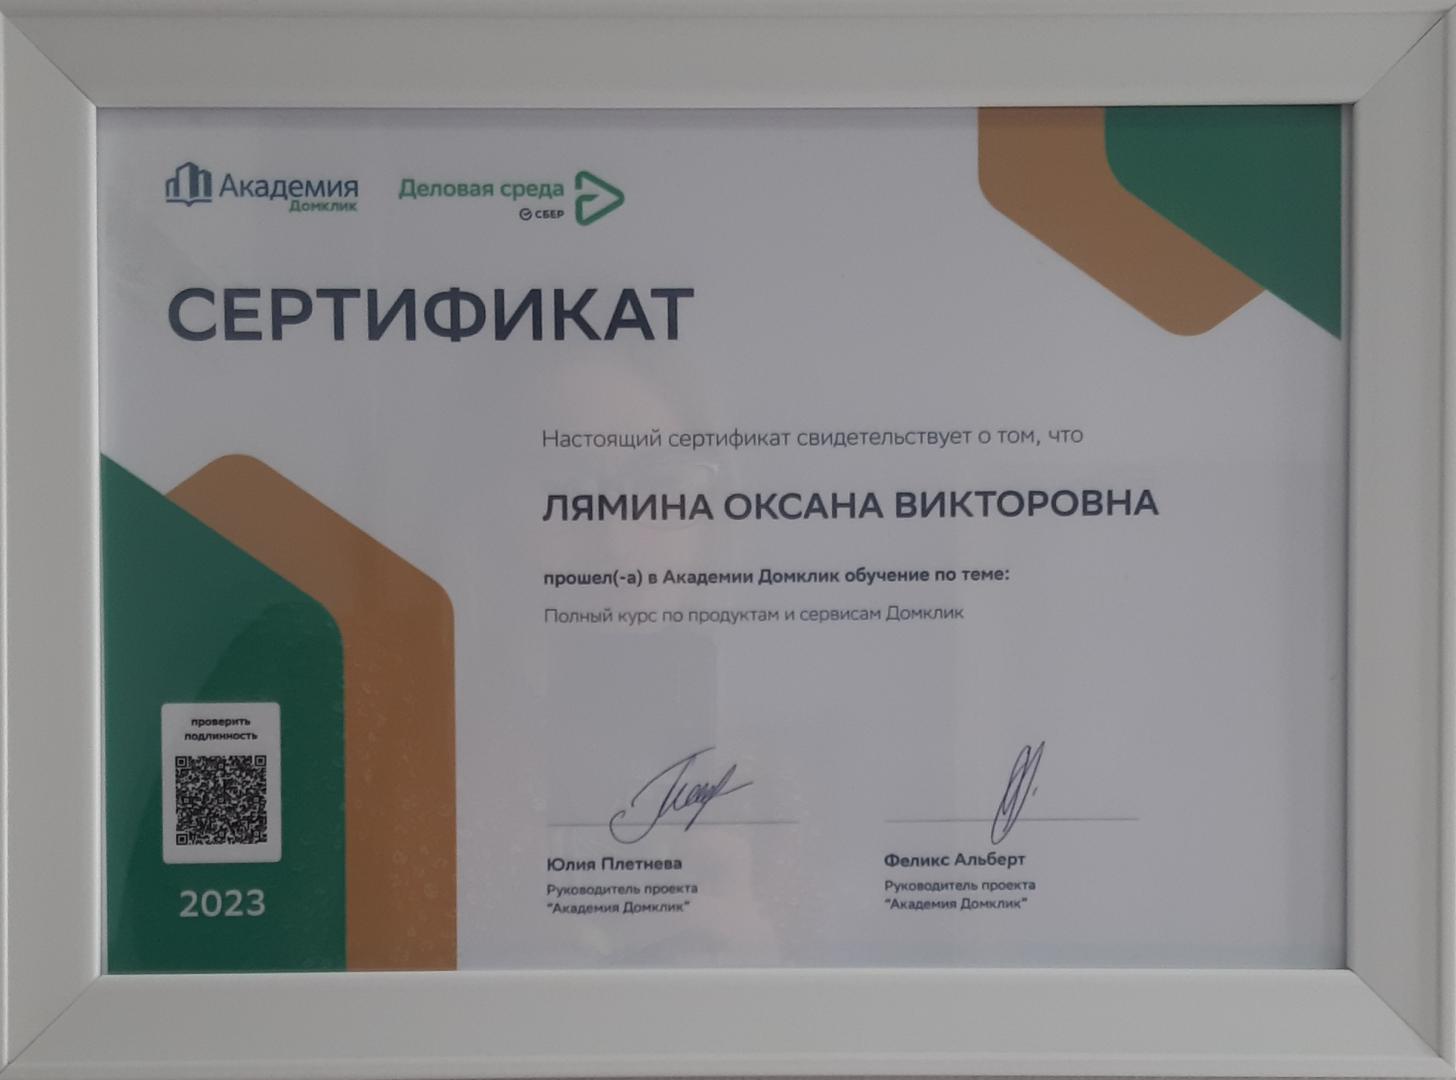 Академия
Домклик
Деловая среда
СБЕР
СЕРТИФИКАТ
Настоящий сертификат свидетельствует о том, что
ЛЯМИНА ОКСАНА ВИКТОРОВНА
прошел(-а) в Академии Домклик обучение по теме:
Полный курс по продуктам и сервисам Домклик
проверить
подлинность
2023
Юлия Плетнева
Руководитель проекта
"Академия Домклик"
Феликс Альберт
Руководитель проекта
"Академия Домклик"